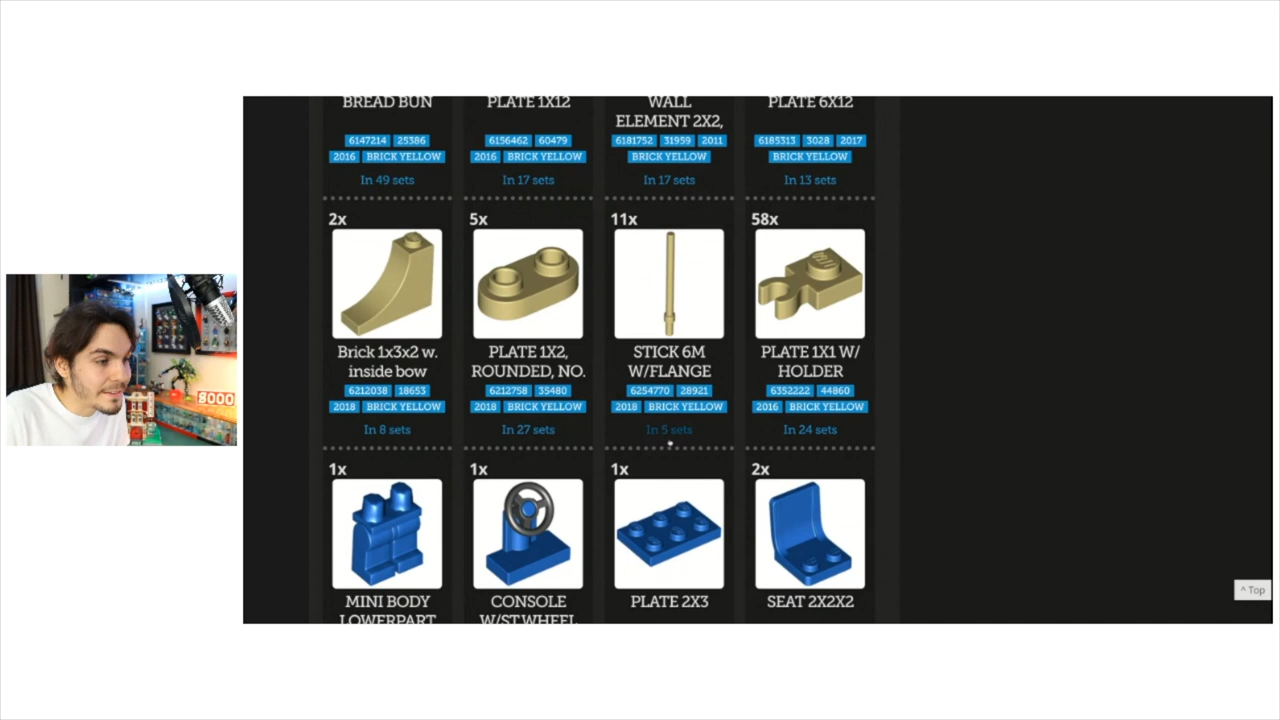 BREAD BUN
PLATE 1X12
WALL
ELEMENT 2X2,
PLATE 6X12
6147214 25386
2016 BRICK YELLOW
In 49 sets
6156462 60479
2016 BRICK YELLOW
In 17 sets
6181752 31959 2011
BRICK YELLOW
In 17 sets
6185313 3028 2017
BRICK YELLOW
In 13 sets
2x
Brick 1x3x2 w.
inside bow
6212038 18653
2018 BRICK YELLOW
In 8 sets
5x
PLATE 1X2,
ROUNDED, NO.
6212758 35480
2018 BRICK YELLOW
In 27 sets
11x
STICK 6M
W/FLANGE
6254770 28921
2018 BRICK YELLOW
In 5 sets
58x
PLATE 1X1 W/
HOLDER
6352222 44860
2016 BRICK YELLOW
In 24 sets
1x
MINI BODY
LOWERPART
1x
CONSOLE
W/ST.WHEEL
1x
PLATE 2X3
2x
SEAT 2X2X2
^ Top
8000